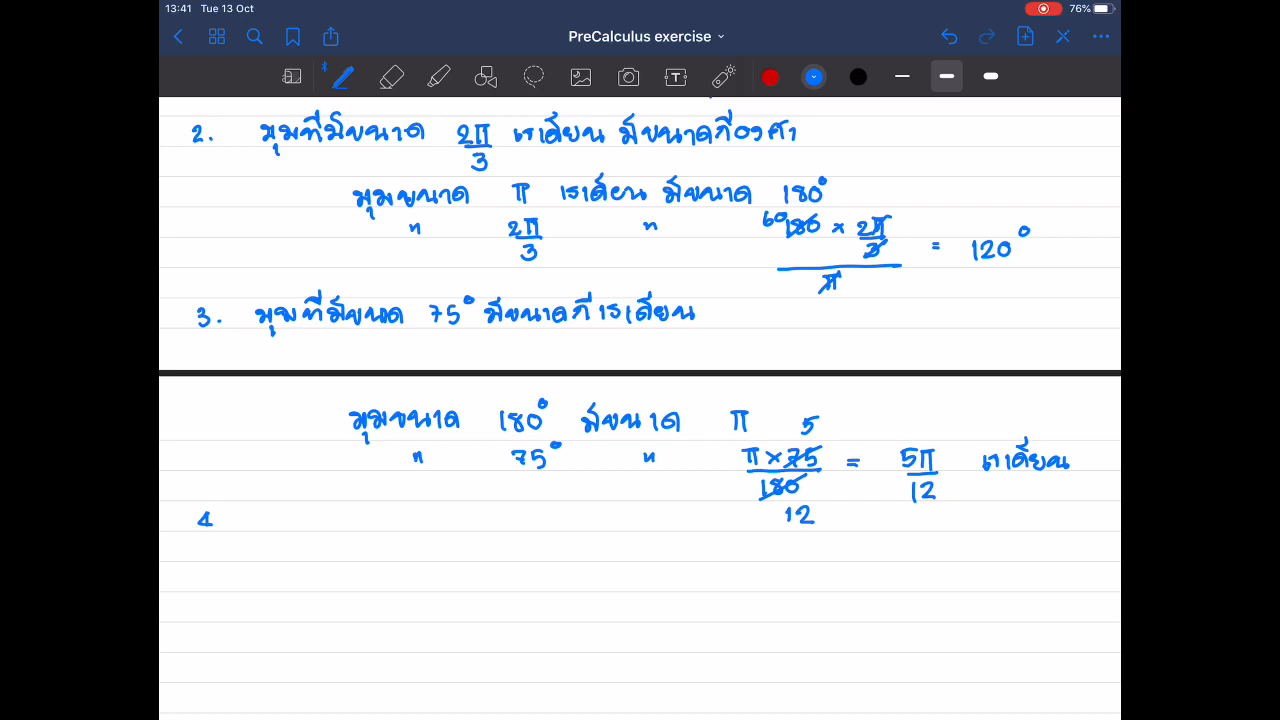 13:41 Tue 13 Oct 76%
PreCalculus exercise
2. มุมที่มีขนาด 2π/3 เรเดียน มีขนาดกี่องศา
มุมขนาด π เรเดียน มีขนาด 180°
" 2π/3 " 60 180 × 2π/3 / π = 120°
3. มุมที่มีขนด 75° มีขนาดกี่เรเดียน
มุมขนาด 180° มีขนาด π
" 75° " π × 75 5 / 180 12 = 5π/12 เรเดียน
4